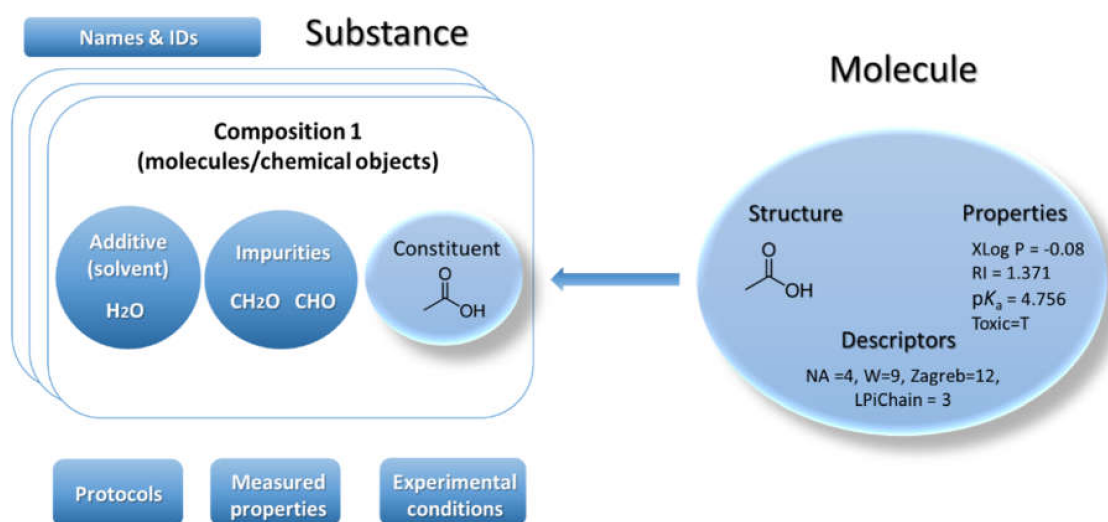 Names & IDs
Substance
Composition 1
(molecules/chemical objects)
Additive
(solvent)
H2O
Impurities
CH2O CHO
Constituent
O
OH
Protocols
Measured
properties
Experimental
conditions
Molecule
Structure
O
OH
Properties
XLog P = -0.08
RI = 1.371
pKa = 4.756
Toxic=T
Descriptors
NA =4, W=9, Zagreb=12,
LPiChain = 3